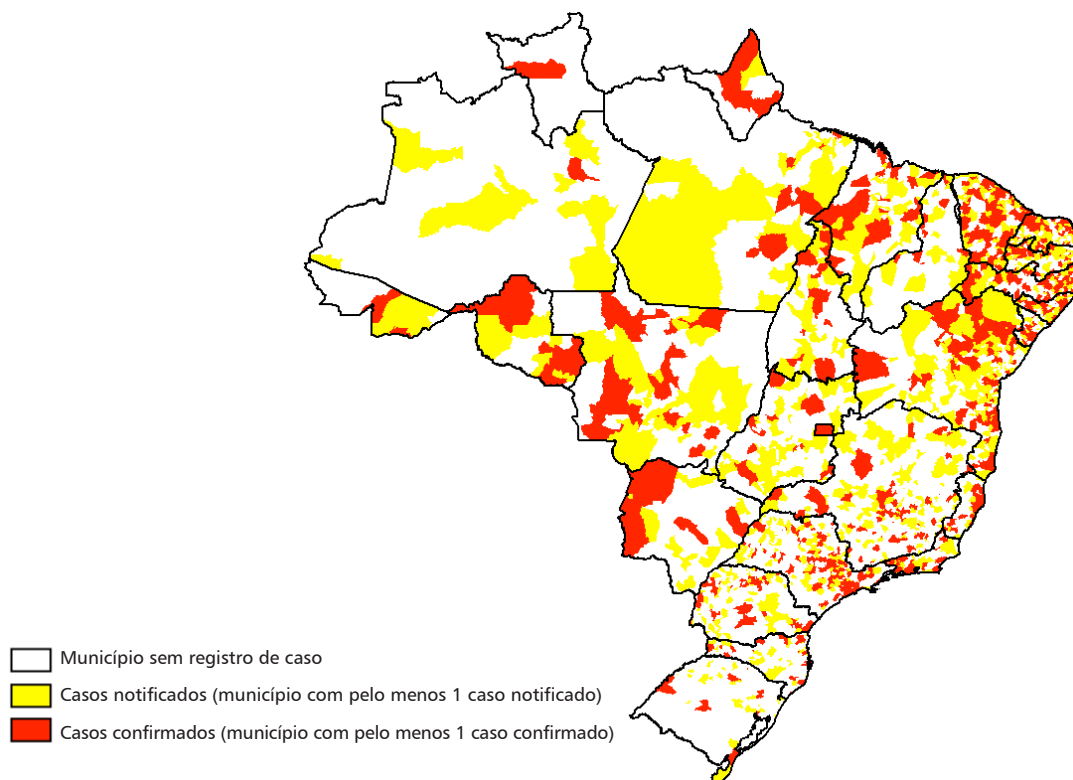 Município sem registro de caso
Casos notificados (município com pelo menos 1 caso notificado)
Casos confirmados (município com pelo menos 1 caso confirmado)